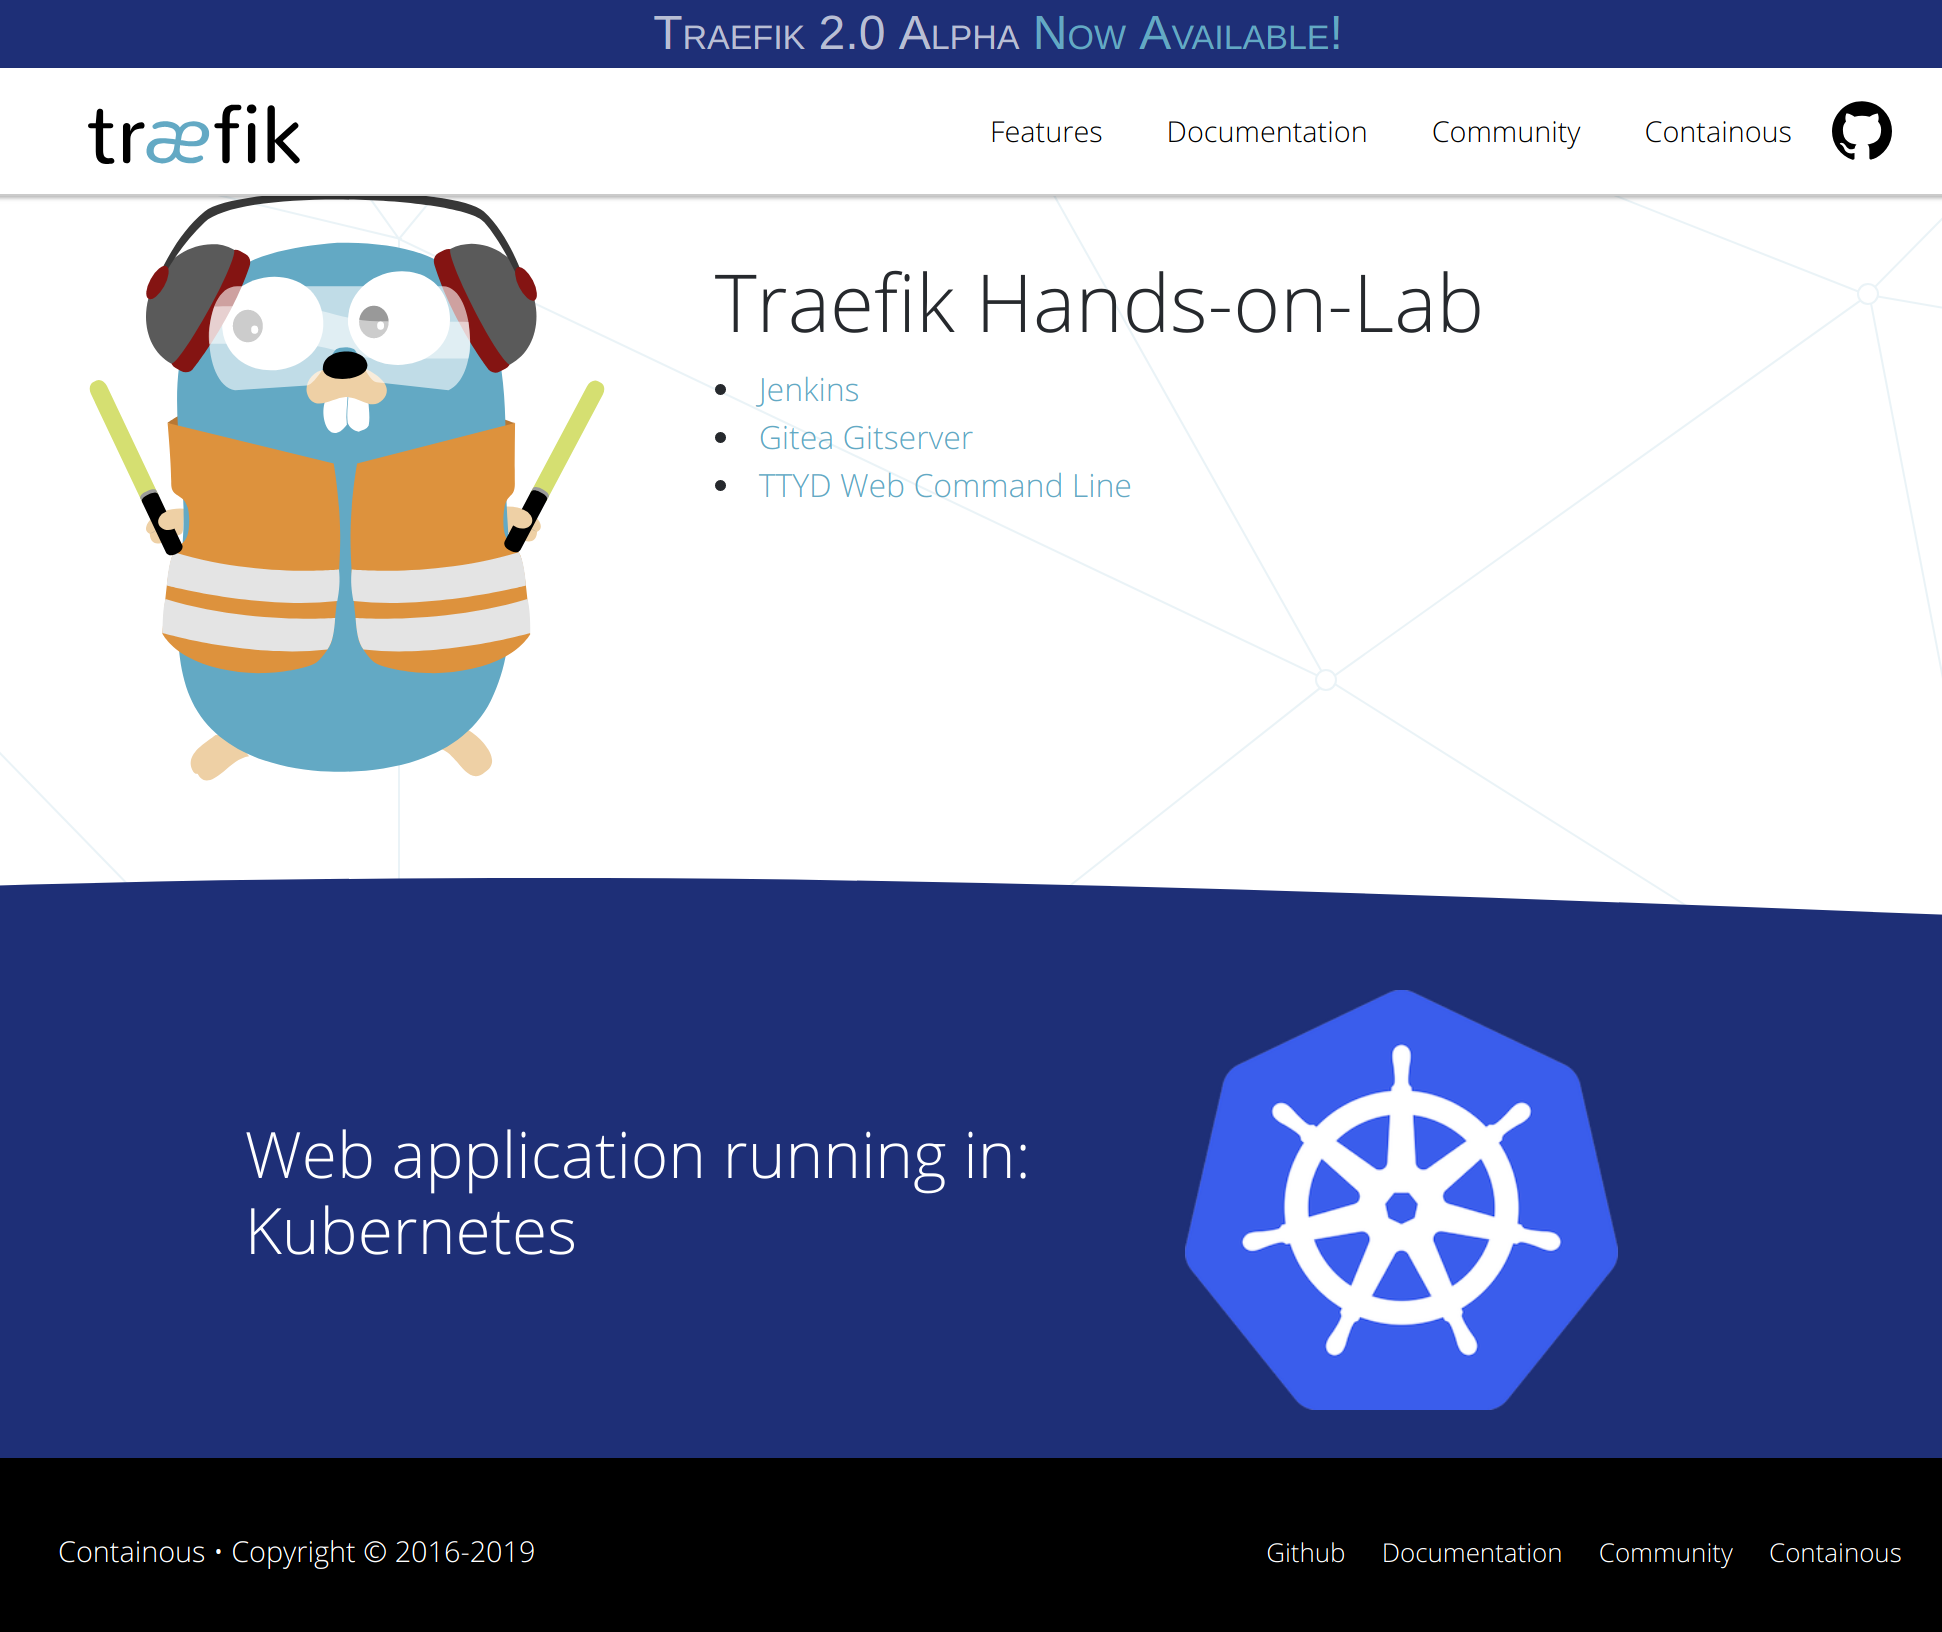 Traefik 2.0 Alpha Now Available!
træfik
Features Documentation Community Containous
Traefik Hands-on-Lab
• Jenkins
• Gitea Gitserver
• TTYD Web Command Line
Web application running in:
Kubernetes
Containous • Copyright © 2016-2019
Github Documentation Community Containous